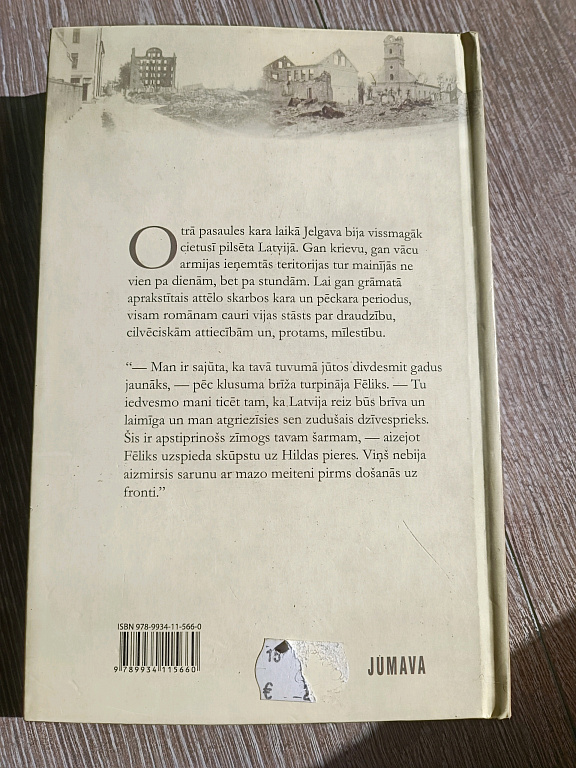 Otrā pasaules kara laikā Jelgava bija vissmagāk
cietusī pilsēta Latvijā. Gan krievu, gan vācu
armijas ieņemtās teritorijas tur mainījās ne
vien pa dienām, bet pa stundām. Lai gan grāmatā
aprakstītais attēlo skarbos kara un pēckara periodus,
visam romānam cauri vijas stāsts par draudzību,
cilvēciskām attiecībām un, protams, mīlestību.
“— Man ir sajūta, ka tavā tuvumā jūtos divdesmit gadus
jaunāks, — pēc klusuma brīža turpināja Fēliks. — Tu
iedvesmo mani ticēt tam, ka Latvija reiz būs brīva un
laimīga un man atgriezīsies sen zudušais dzīvesprieks.
Šis ir apstiprinošs zīmogs tavam šarmam, — aizejot
Fēliks uzspieda skūpstu uz Hildas pieres. Viņš nebija
aizmirsis sarunu ar mazo meiteni pirms došanās uz
fronti.”
ISBN 978-9934-11-566-0
9 789934 115660
15
€
JUMAVA